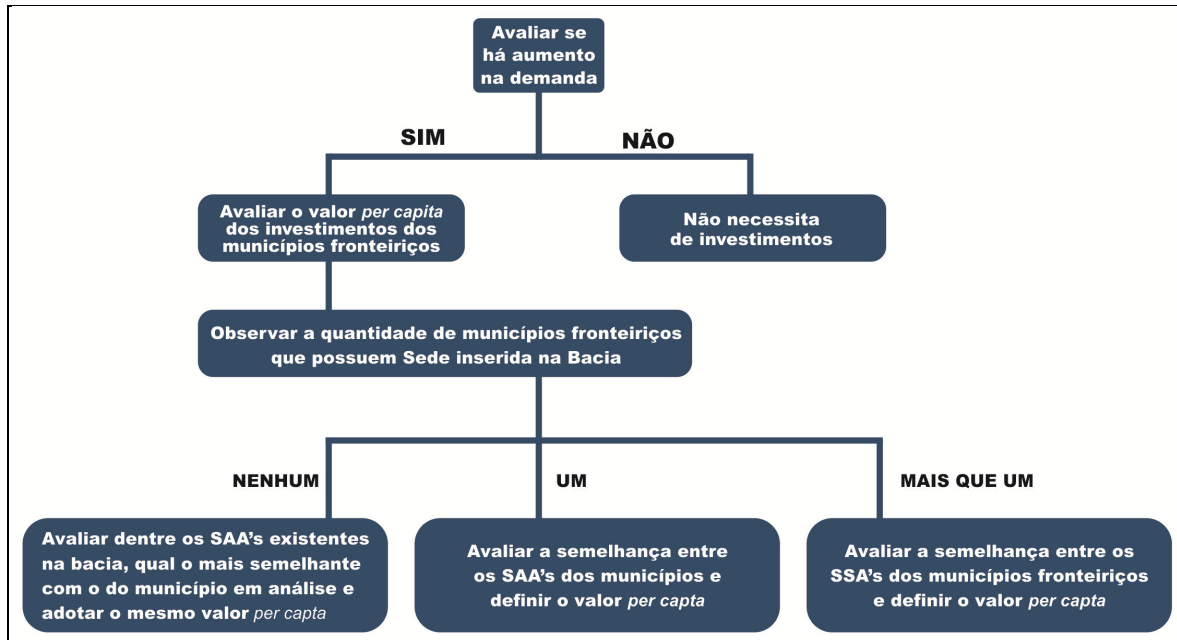 Avaliar se
há aumento
na demanda
SIM
NÃO
Avaliar o valor per capita
dos investimentos dos
municípios fronteiriços
Não necessita
de investimentos
Observar a quantidade de municípios fronteiriços
que possuem Sede inserida na Bacia
NENHUM
UM
MAIS QUE UM
Avaliar dentre os SAA's existentes
na bacia, qual o mais semelhante
com o do município em análise e
adotar o mesmo valor per capta
Avaliar a semelhança entre
os SAA's dos municípios e
definir o valor per capta
Avaliar a semelhança entre os
SSA's dos municípios fronteiriços
e definir o valor per capta